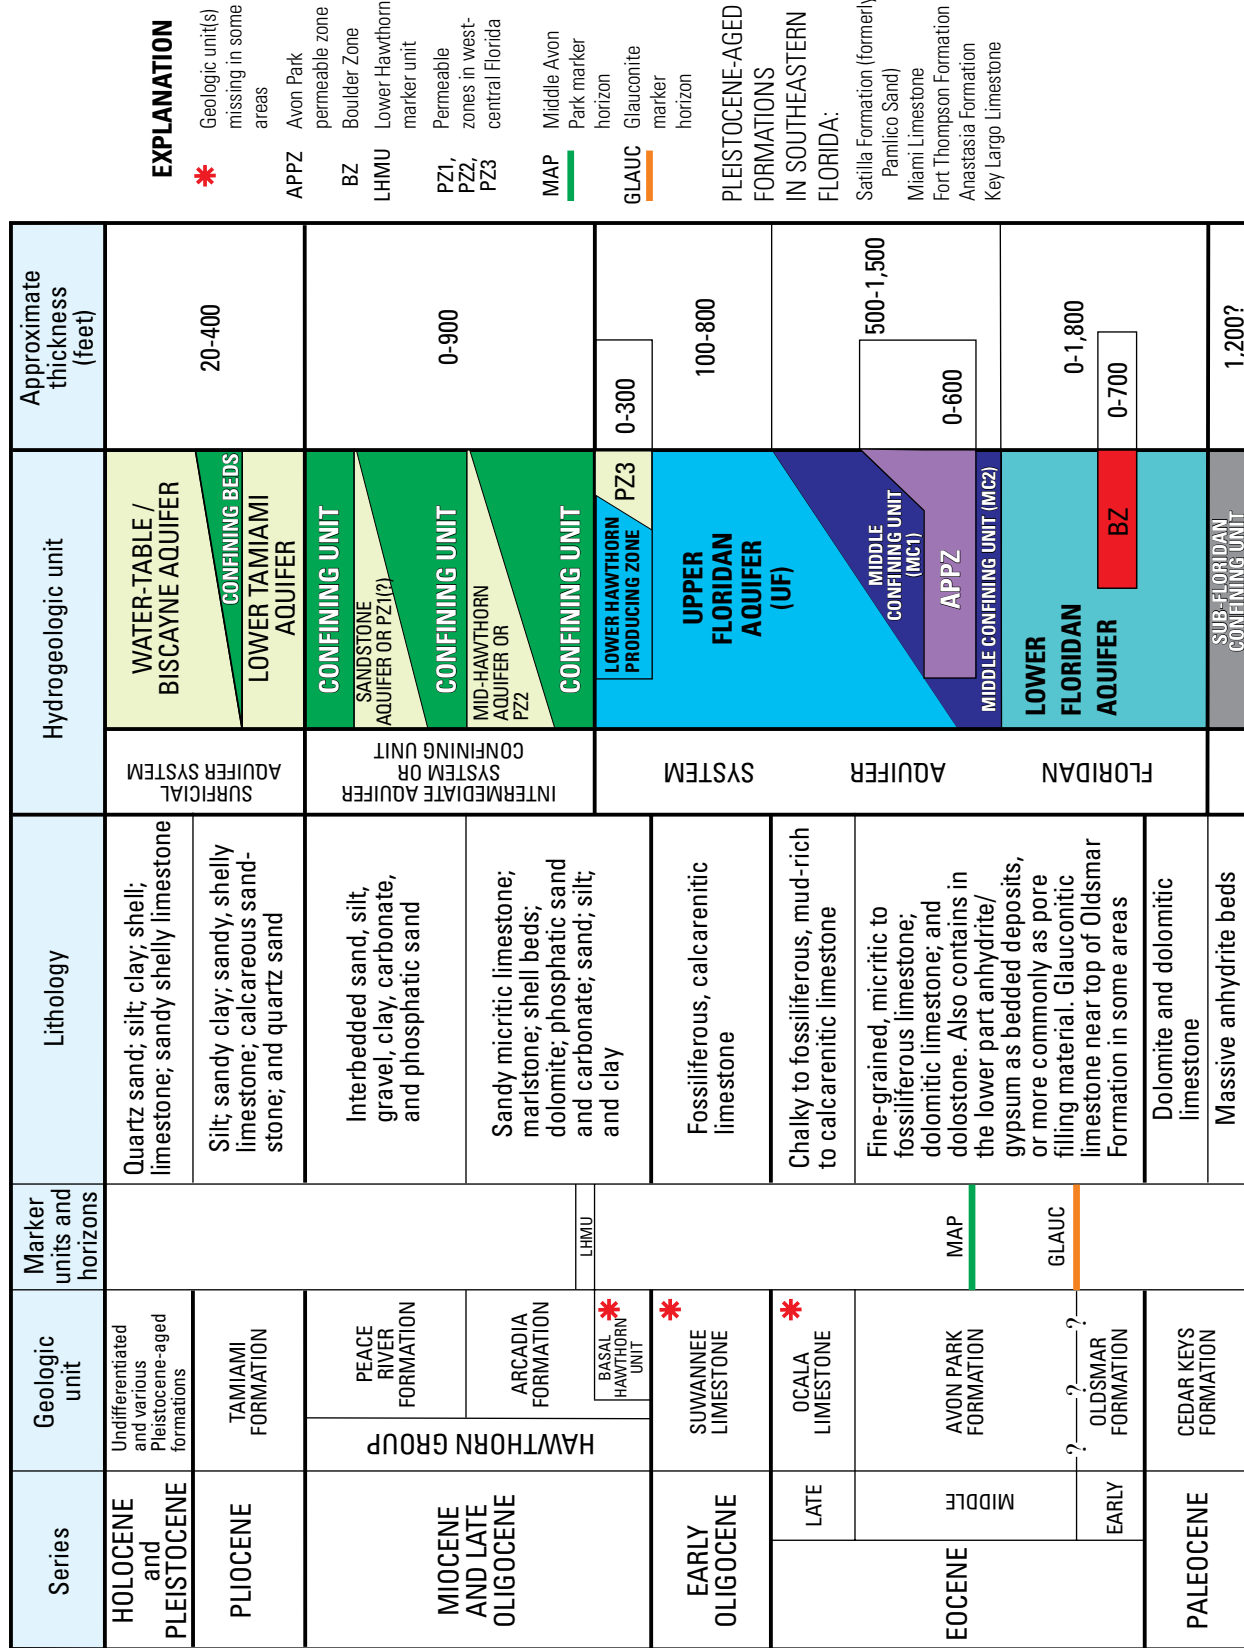 Series
Geologic
unit
Marker
units and
horizons
Lithology
Hydrogeologic unit
Approximate
thickness
(feet)
HOLOCENE
and
PLEISTOCENE
Undifferentiated
and various
Pleistocene-aged
formations
Quartz sand; silt; clay; shell;
limestone; sandy shelly limestone
SURFICIAL
AQUIFER SYSTEM
WATER-TABLE /
BISCAYNE AQUIFER
CONFINING BEDS
LOWER TAMIAMI
AQUIFER
20-400
PLIOCENE
TAMIAMI
FORMATION
Silt; sandy clay; sandy, shelly
limestone; calcareous sand-
stone; and quartz sand
MIOCENE
AND LATE
OLIGOCENE
HAWTHORN GROUP
PEACE
RIVER
FORMATION
Interbedded sand, silt,
gravel, clay, carbonate,
and phosphatic sand
INTERMEDIATE AQUIFER
SYSTEM OR
CONFINING UNIT
CONFINING UNIT
SANDSTONE
AQUIFER OR PZ1(?)
CONFINING UNIT
MID-HAWTHORN
AQUIFER OR
PZ2
CONFINING UNIT
0-900
ARCADIA
FORMATION
LHMU
Sandy micritic limestone;
marlstone; shell beds;
dolomite; phosphatic sand
and carbonate; sand; silt;
and clay
BASAL
HAWTHORN
UNIT
*
LOWER HAWTHORN
PRODUCING ZONE
PZ3
0-300
EARLY
OLIGOCENE
SUWANNEE
LIMESTONE
*
Fossiliferous, calcarenitic
limestone
FLORIDAN AQUIFER SYSTEM
UPPER
FLORIDAN
AQUIFER
(UF)
100-800
EOCENE
LATE
OCALA
LIMESTONE
*
Chalky to fossiliferous, mud-rich
to calcarenitic limestone
MIDDLE
CONFINING UNIT
(MC1)
500-1,500
MIDDLE
AVON PARK
FORMATION
MAP
Fine-grained, micritic to
fossiliferous limestone;
dolomitic limestone; and
dolostone. Also contains in
the lower part anhydrite/
gypsum as bedded deposits,
or more commonly as pore
filling material. Glauconitic
limestone near top of Oldsmar
Formation in some areas
APPZ
0-600
MIDDLE CONFINING UNIT (MC2)
? ? ?
GLAUC
EARLY
OLDSMAR
FORMATION
LOWER
FLORIDAN
AQUIFER
0-1,800
BZ
0-700
PALEOCENE
CEDAR KEYS
FORMATION
Dolomite and dolomitic
limestone
Massive anhydrite beds
SUB-FLORIDAN
CONFINING UNIT
1,200?
EXPLANATION
* Geologic unit(s)
missing in some
areas
APPZ Avon Park
permeable zone
BZ Boulder Zone
LHMU Lower Hawthorn
marker unit
PZ1, Permeable
PZ2, zones in west-
PZ3 central Florida
MAP Middle Avon
Park marker
horizon
GLAUC Glauconite
marker
horizon
PLEISTOCENE-AGED
FORMATIONS
IN SOUTHEASTERN
FLORIDA:
Satilla Formation (formerly
Pamlico Sand)
Miami Limestone
Fort Thompson Formation
Anastasia Formation
Key Largo Limestone